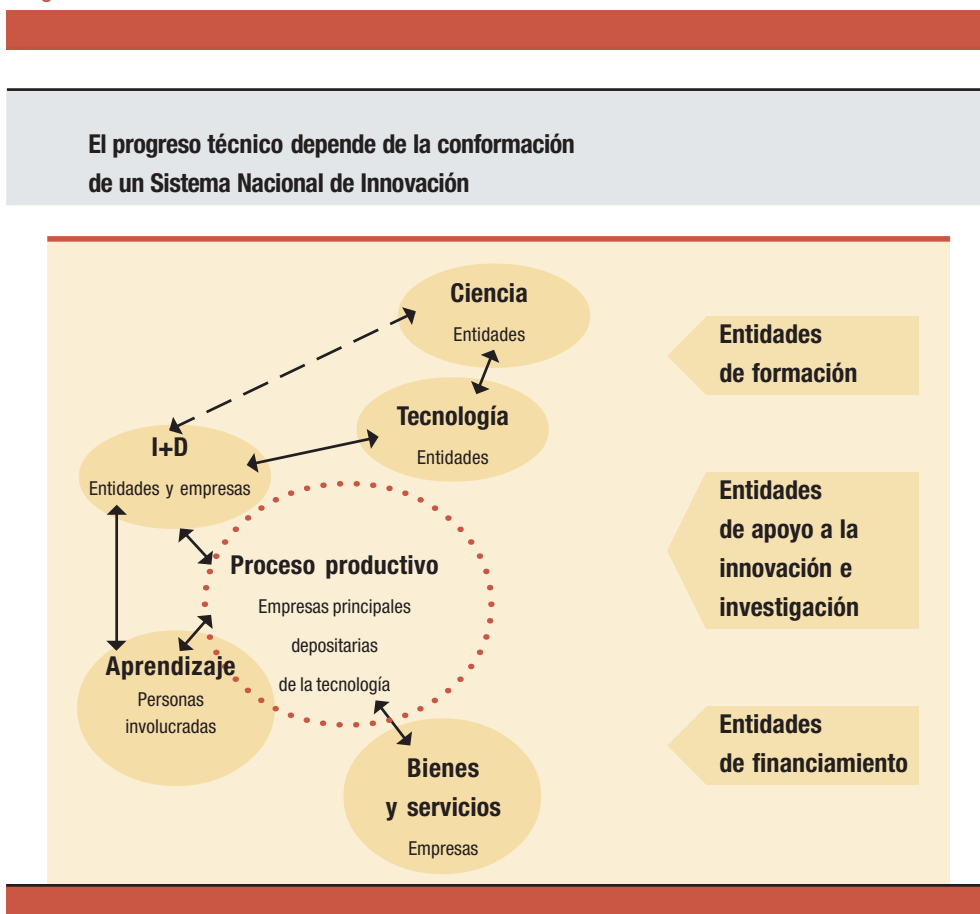 El progreso técnico depende de la conformación
de un Sistema Nacional de Innovación
Ciencia
Entidades
Tecnología
Entidades
I+D
Entidades y empresas
Proceso productivo
Empresas principales
depositarias
de la tecnología
Aprendizaje
Personas
involucradas
Bienes
y servicios
Empresas
Entidades
de formación
Entidades
de apoyo a la
innovación e
investigación
Entidades
de financiamiento